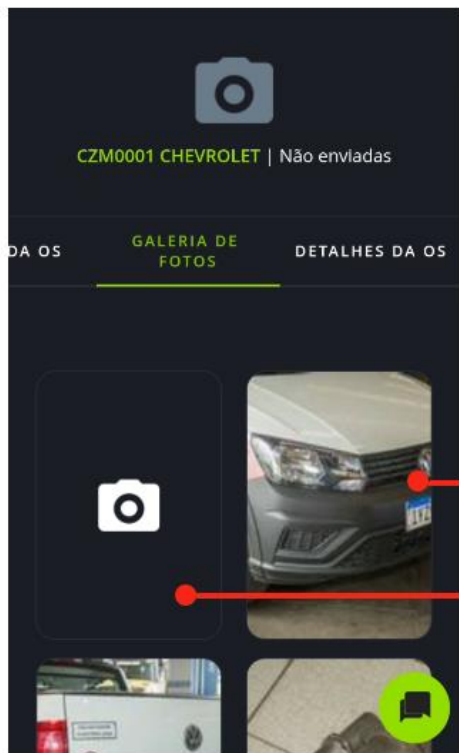 CZM0001 CHEVROLET | Não enviadas
DA OS
GALERIA DE
FOTOS
DETALHES DA OS